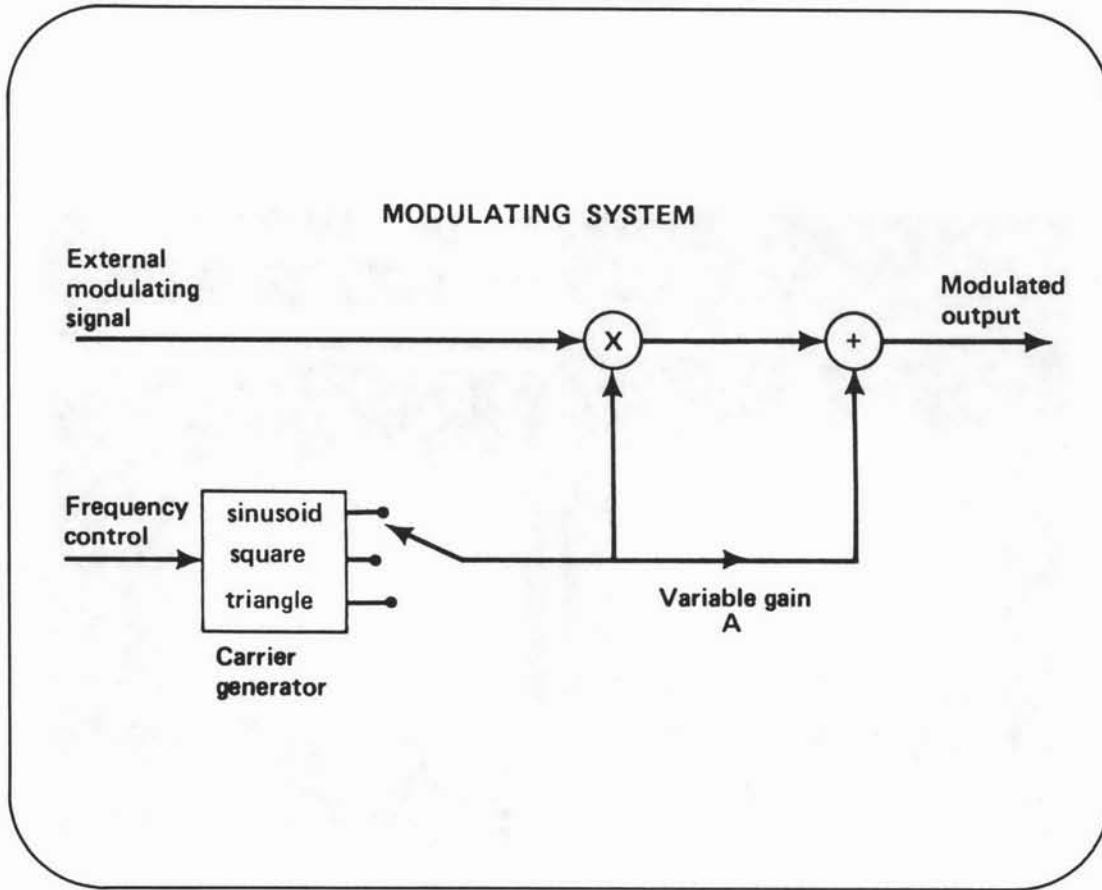 MODULATING SYSTEM
External
modulating
signal
Modulated
output
X
+
Frequency
control
sinusoid
square
triangle
Variable gain
A
Carrier
generator